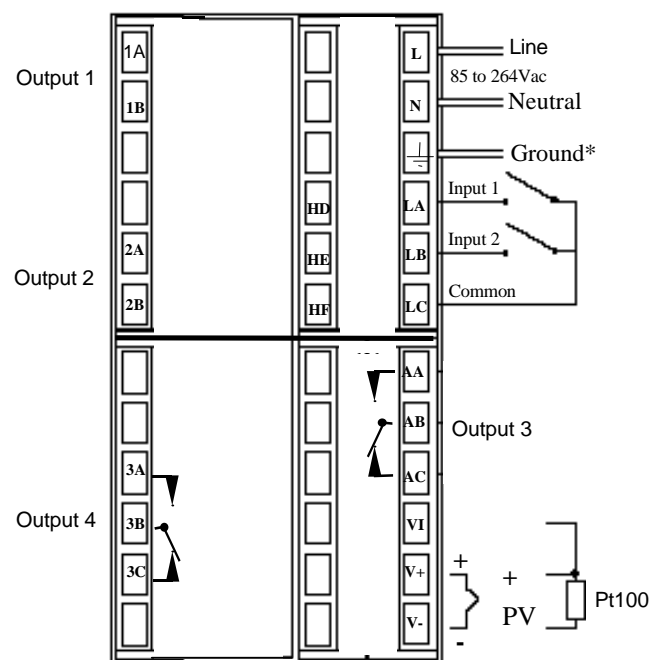 1A L Line
Output 1 85 to 264Vac
1B N Neutral
Ground*
HD LA Input 1
2A HE LB Input 2
Output 2
2B HF LC Common
AA
AB Output 3
3A AC
Output 4 3B VI
3C V+ + + Pt100
V- - PV